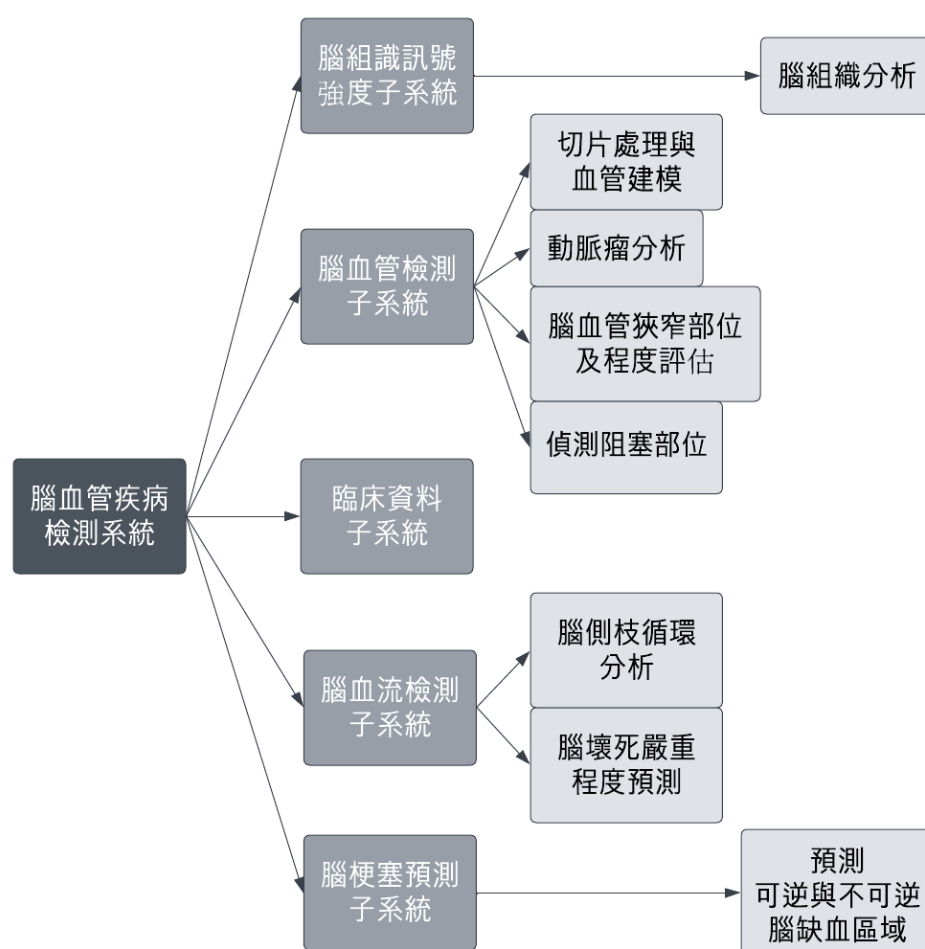 腦血管疾病
檢測系統
腦組識訊號
強度子系統
腦組織分析
腦血管檢測
子系統
切片處理與
血管建模
動脈瘤分析
腦血管狹窄部位
及程度評估
偵測阻塞部位
臨床資料
子系統
腦血流檢測
子系統
腦側枝循環
分析
腦壞死嚴重
程度預測
腦梗塞預測
子系統
預測
可逆與不可逆
腦缺血區域